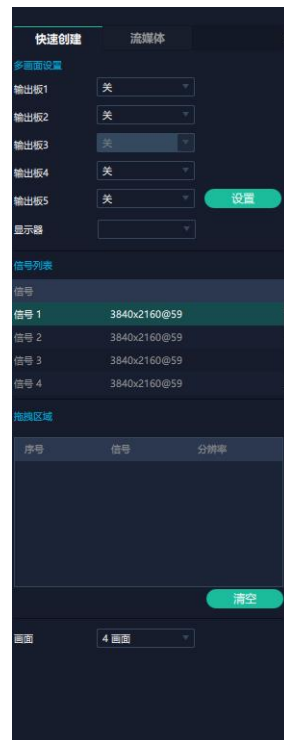 快速创建 流媒体
多画面设置
输出板1 关
输出板2 关
输出板3 关
输出板4 关
输出板5 关 设置
显示器
信号列表
信号
信号 1 3840x2160@59
信号 2 3840x2160@59
信号 3 3840x2160@59
信号 4 3840x2160@59
拖拽区域
序号 信号 分辨率
清空
画面 4 画面